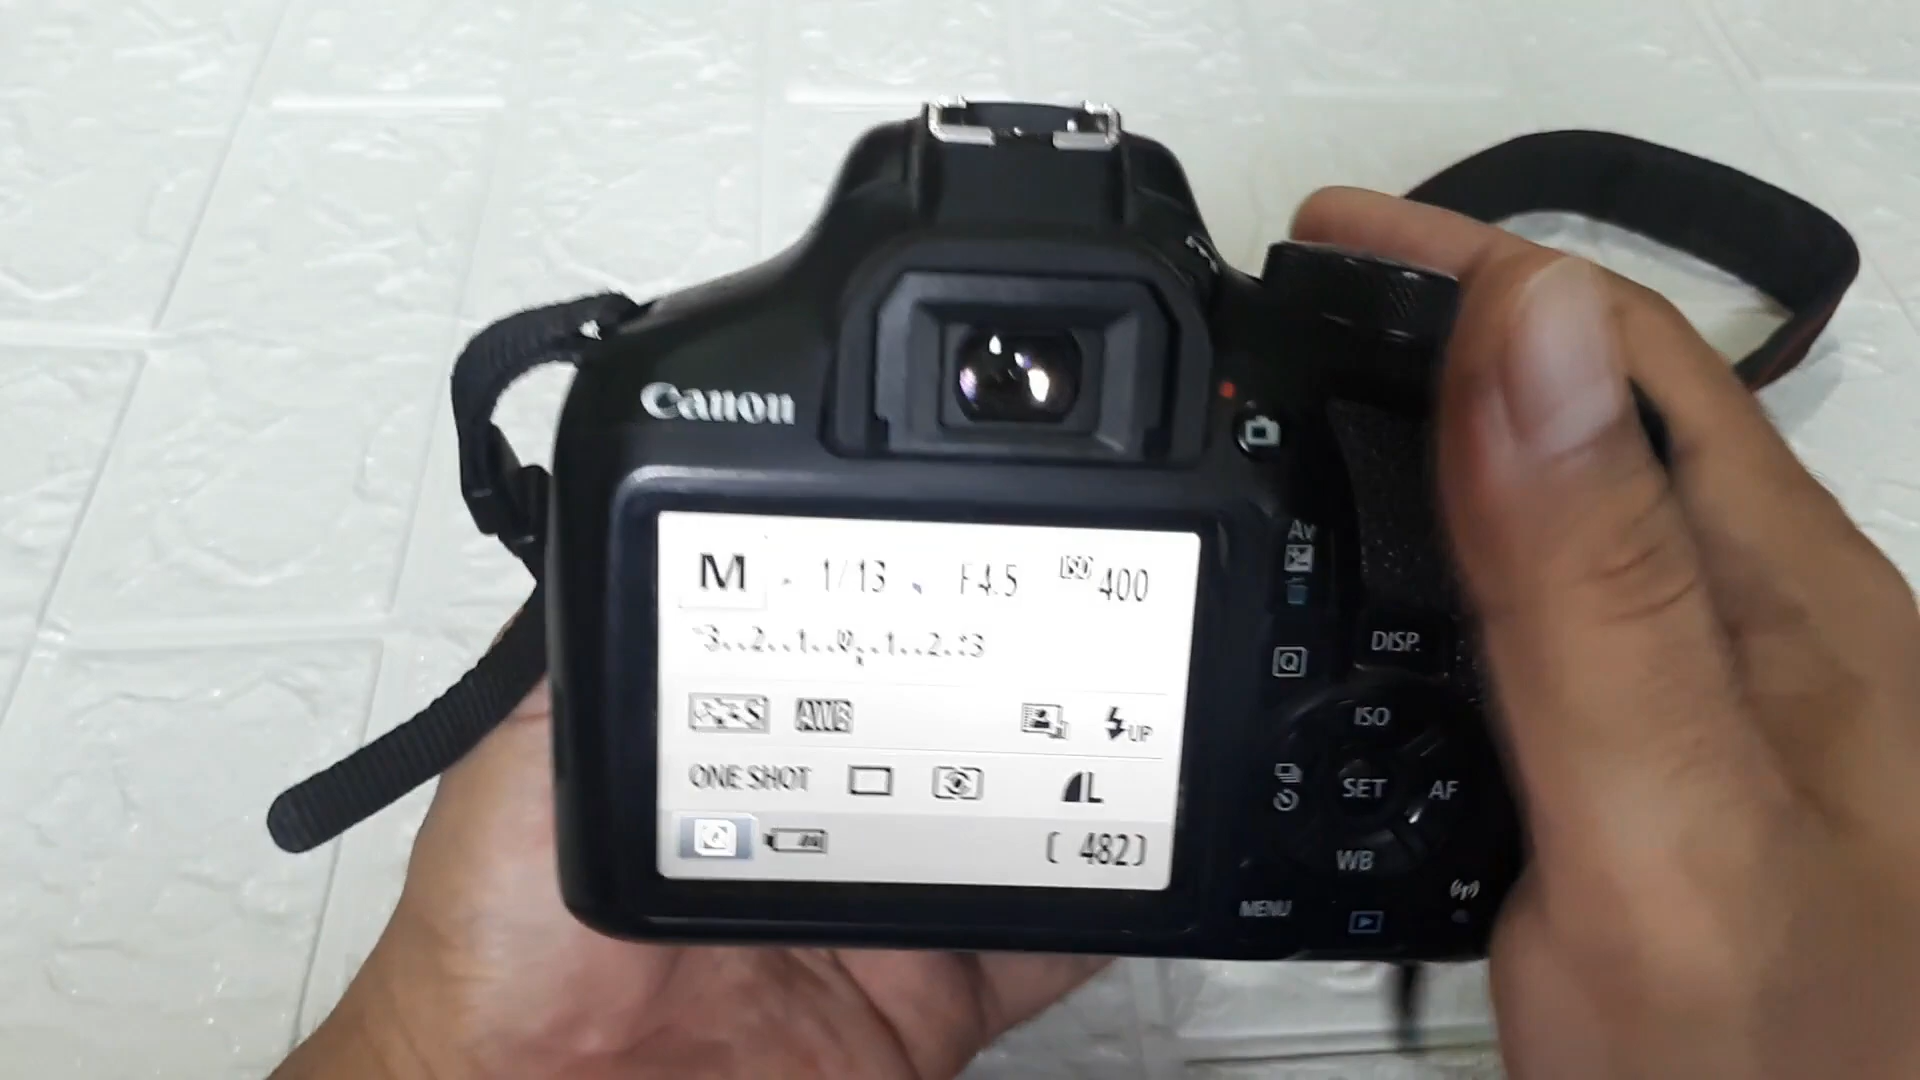 Canon
M 1/13 F4.5 ISO 400
-3..2..1..0..1..2..+3
S AWB UP
ONE SHOT L
Q [ 482]
Av
Q DISP.
ISO
SET AF
WB
MENU